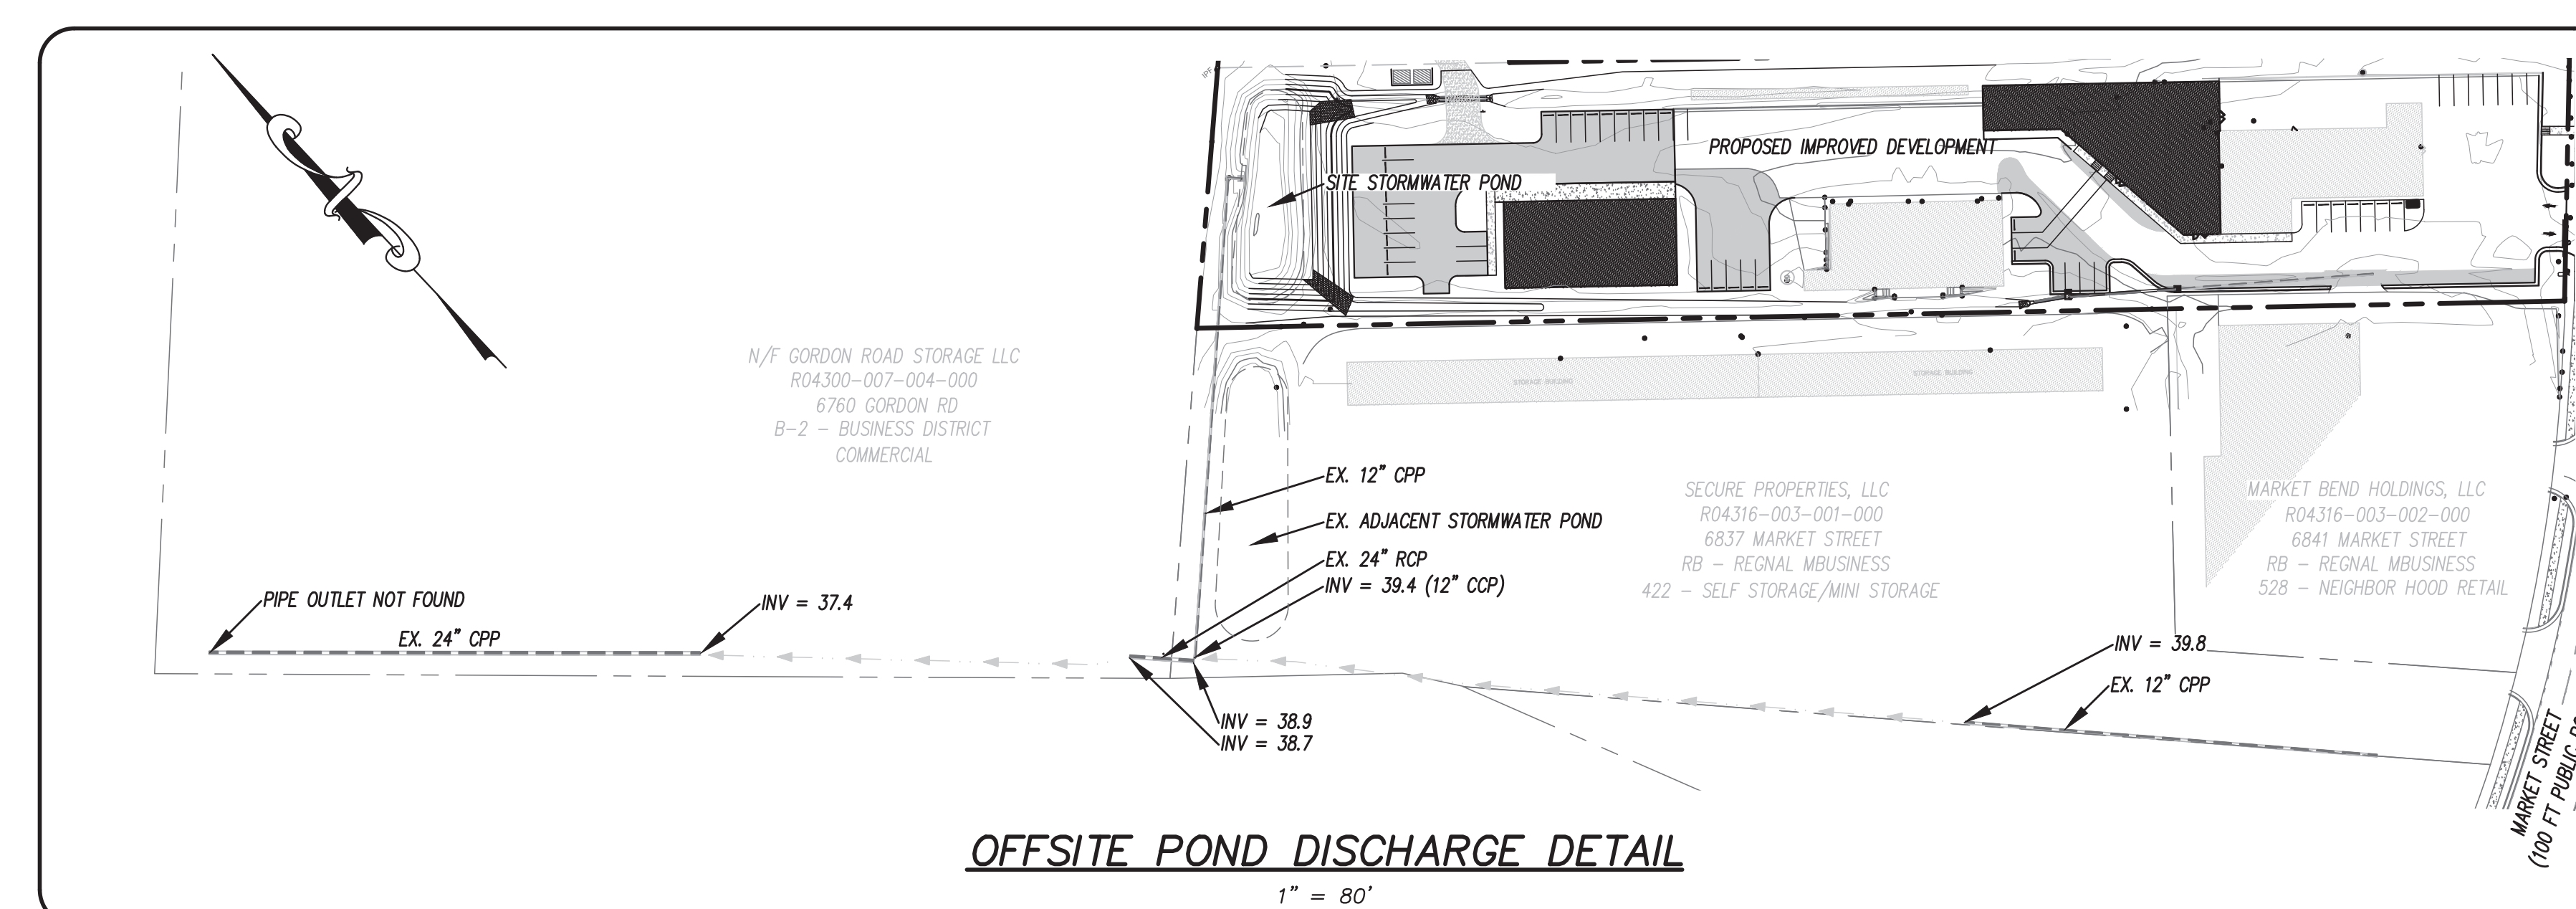 IPF
PROPOSED IMPROVED DEVELOPMENT
SITE STORMWATER POND
N/F GORDON ROAD STORAGE LLC
R04300-007-004-000
6760 GORDON RD
B-2 - BUSINESS DISTRICT
COMMERCIAL
STORAGE BUILDING
STORAGE BUILDING
EX. 12" CPP
EX. ADJACENT STORMWATER POND
EX. 24" RCP
INV = 39.4 (12" CCP)
SECURE PROPERTIES, LLC
R04316-003-001-000
6837 MARKET STREET
RB - REGNAL MBUSINESS
422 - SELF STORAGE/MINI STORAGE
MARKET BEND HOLDINGS, LLC
R04316-003-002-000
6841 MARKET STREET
RB - REGNAL MBUSINESS
528 - NEIGHBOR HOOD RETAIL
PIPE OUTLET NOT FOUND
EX. 24" CPP
INV = 37.4
INV = 38.9
INV = 38.7
INV = 39.8
EX. 12" CPP
MARKET STREET
(100 FT PUBLIC
OFFSITE POND DISCHARGE DETAIL
1" = 80'